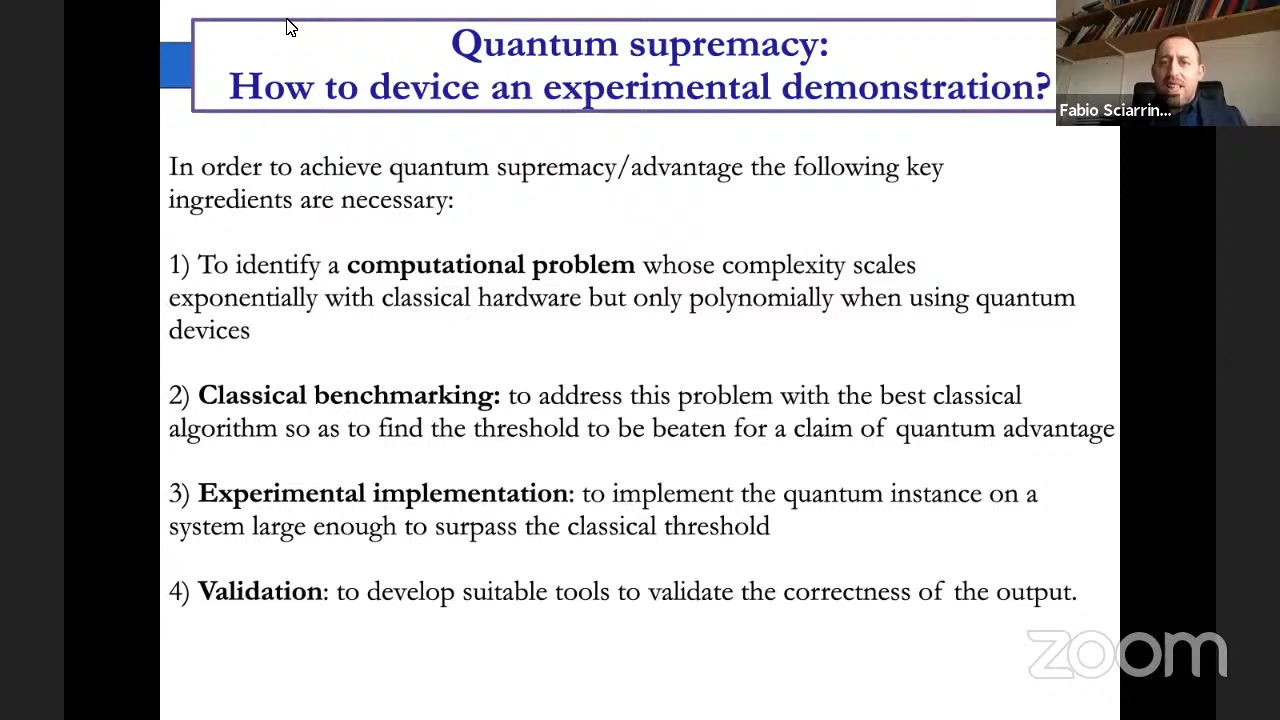 Quantum supremacy:
How to device an experimental demonstration?
Fabio Sciarrin...
In order to achieve quantum supremacy/advantage the following key
ingredients are necessary:
1) To identify a computational problem whose complexity scales
exponentially with classical hardware but only polynomially when using quantum
devices
2) Classical benchmarking: to address this problem with the best classical
algorithm so as to find the threshold to be beaten for a claim of quantum advantage
3) Experimental implementation: to implement the quantum instance on a
system large enough to surpass the classical threshold
4) Validation: to develop suitable tools to validate the correctness of the output.
zoom